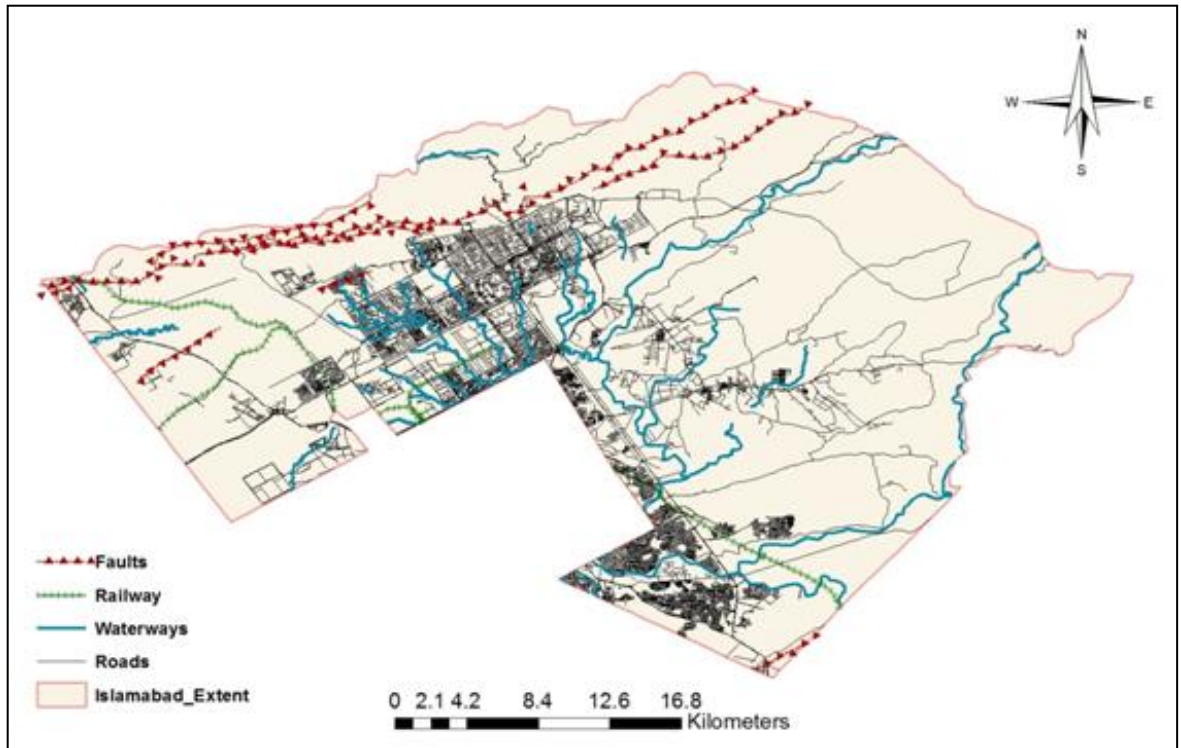 N
W E
S
Faults
Railway
Waterways
Roads
Islamabad_Extent
0 2.1 4.2 8.4 12.6 16.8
Kilometers